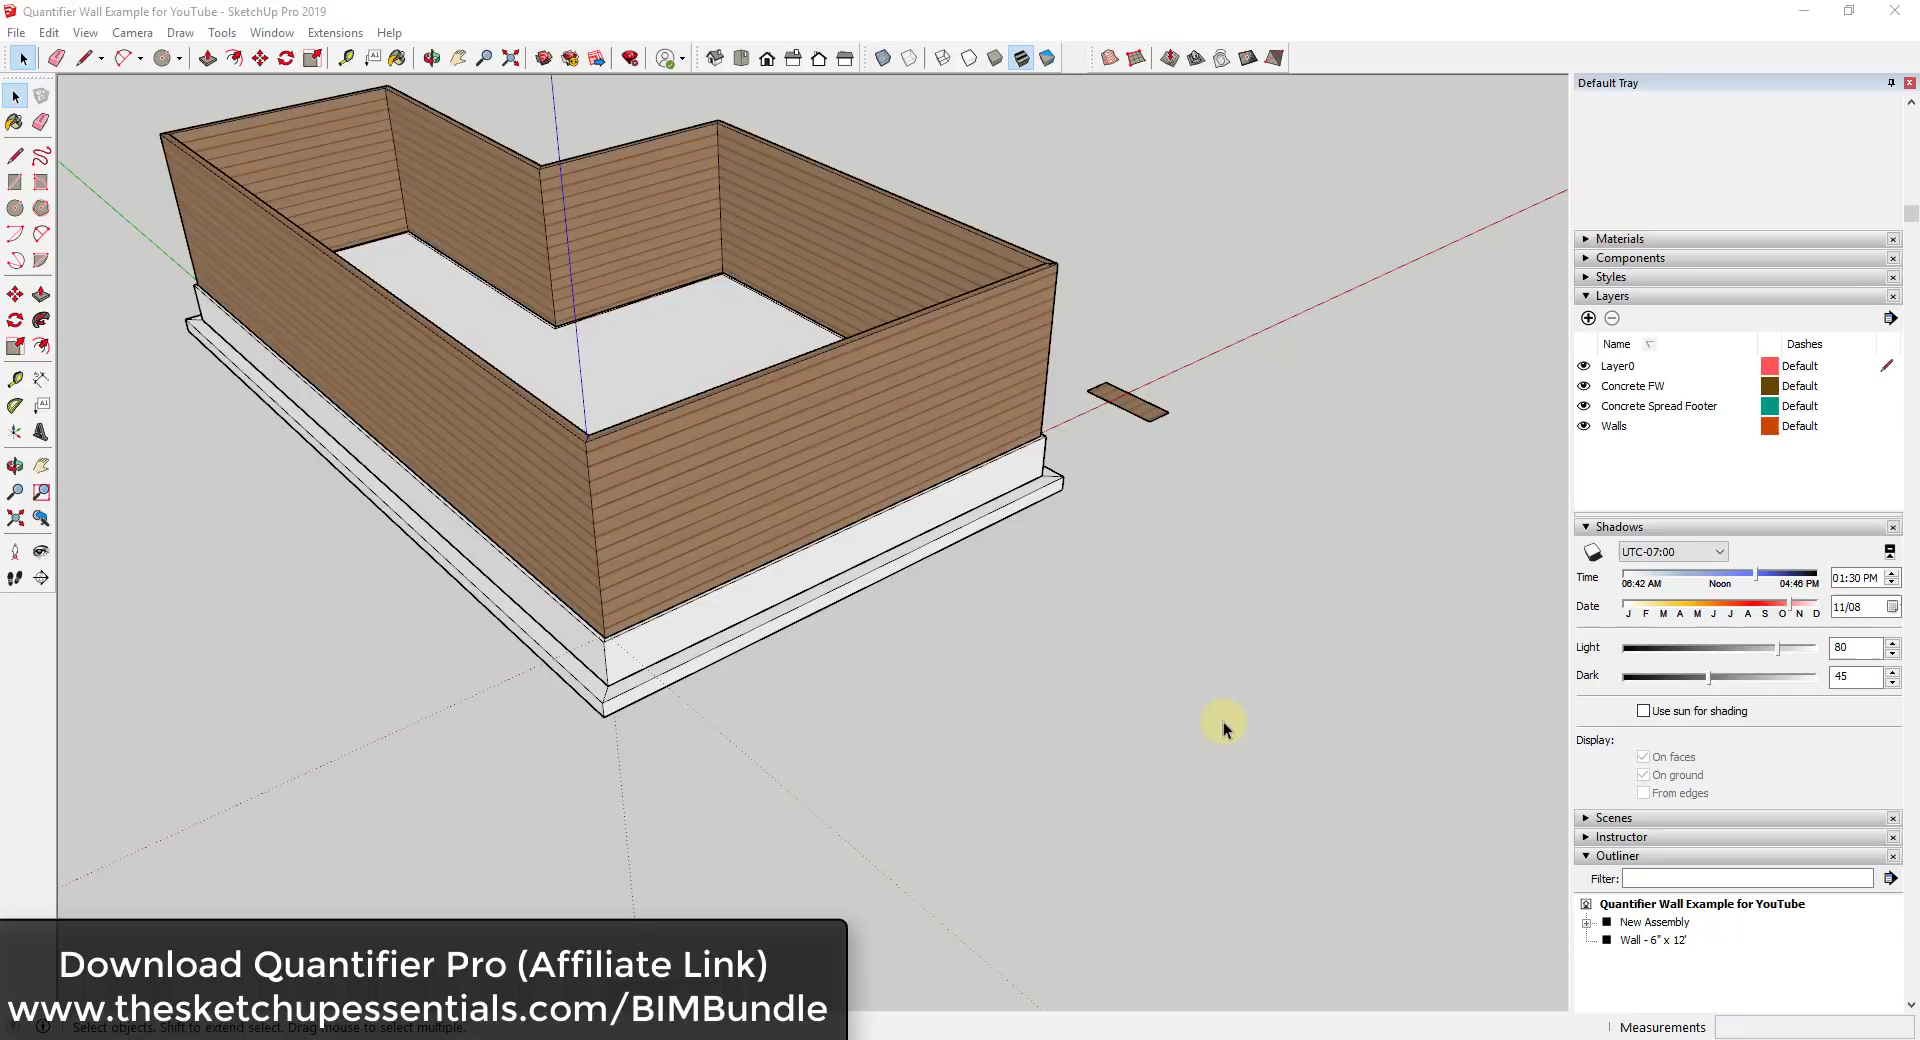 Quantifier Wall Example for YouTube - SketchUp Pro 2019
File Edit View Camera Draw Tools Window Extensions Help
Default Tray
Materials
Components
Styles
Layers
Name Dashes
Layer0 Default
Concrete FW Default
Concrete Spread Footer Default
Walls Default
Shadows
UTC-07:00
Time 01:30 PM
06:42 AM Noon 04:46 PM
Date 11/08
J F M A M J J A S O N D
Light 80
Dark 45
Use sun for shading
Display:
On faces
On ground
From edges
Scenes
Instructor
Outliner
Filter:
Quantifier Wall Example for YouTube
New Assembly
Wall - 6" x 12'
Download Quantifier Pro (Affiliate Link)
www.thesketchupessentials.com/BIMBundle
Select objects. Shift to extend select. Drag mouse to select multiple.
Measurements